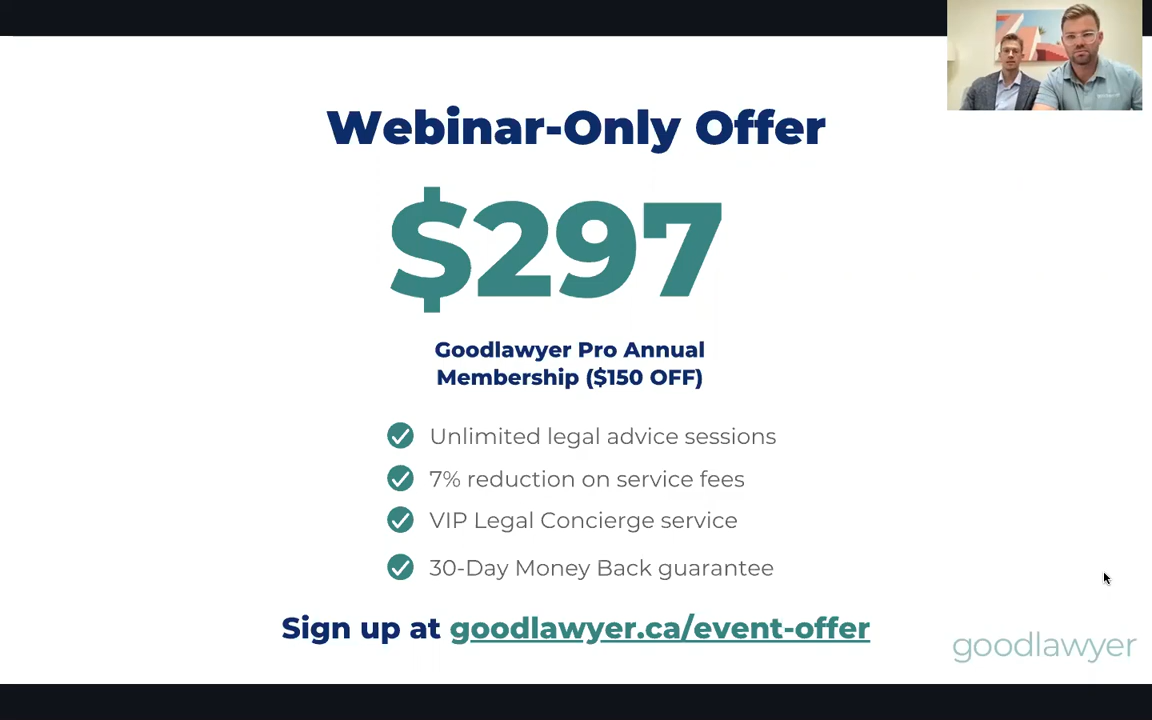 Webinar-Only Offer
$297
Goodlawyer Pro Annual
Membership ($150 OFF)
Unlimited legal advice sessions
7% reduction on service fees
VIP Legal Concierge service
30-Day Money Back guarantee
Sign up at goodlawyer.ca/event-offer
goodlawyer